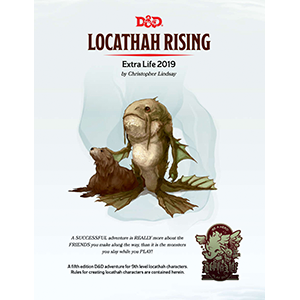 D&D
LOCATHAH RISING
Extra Life 2019
by Christopher Lindsay
A SUCCESSFUL adventure is REALLY more about the
FRIENDS you make along the way, than it is the monsters
you slay while you PLAY!
A fifth edition D&D adventure for 9th level locathah characters
Rules for creating locathah characters are contained herein.